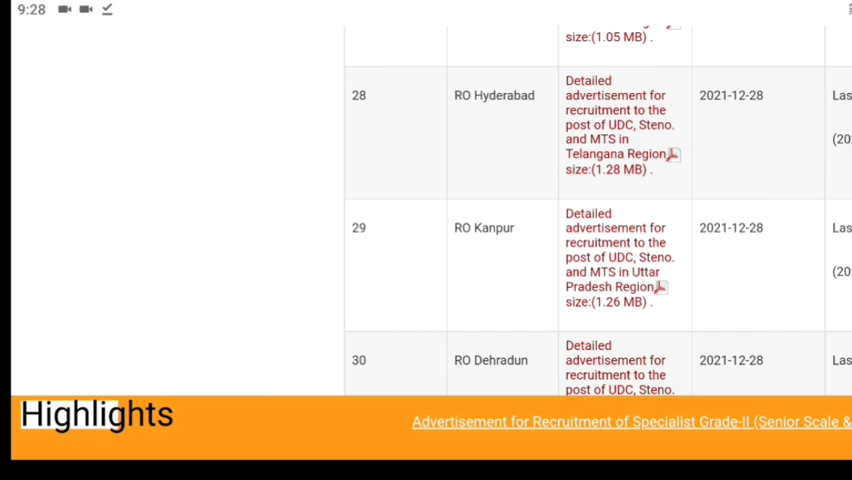 9:28
size:(1.05 MB) .
28
RO Hyderabad
Detailed
advertisement for
recruitment to the
post of UDC, Steno.
and MTS in
Telangana Region
size:(1.28 MB) .
2021-12-28
Las
(20
29
RO Kanpur
Detailed
advertisement for
recruitment to the
post of UDC, Steno.
and MTS in Uttar
Pradesh Region
size:(1.26 MB) .
2021-12-28
Las
(20
30
RO Dehradun
Detailed
advertisement for
recruitment to the
post of UDC, Steno.
2021-12-28
Las
Highlights
Advertisement for Recruitment of Specialist Grade-II (Senior Scale &